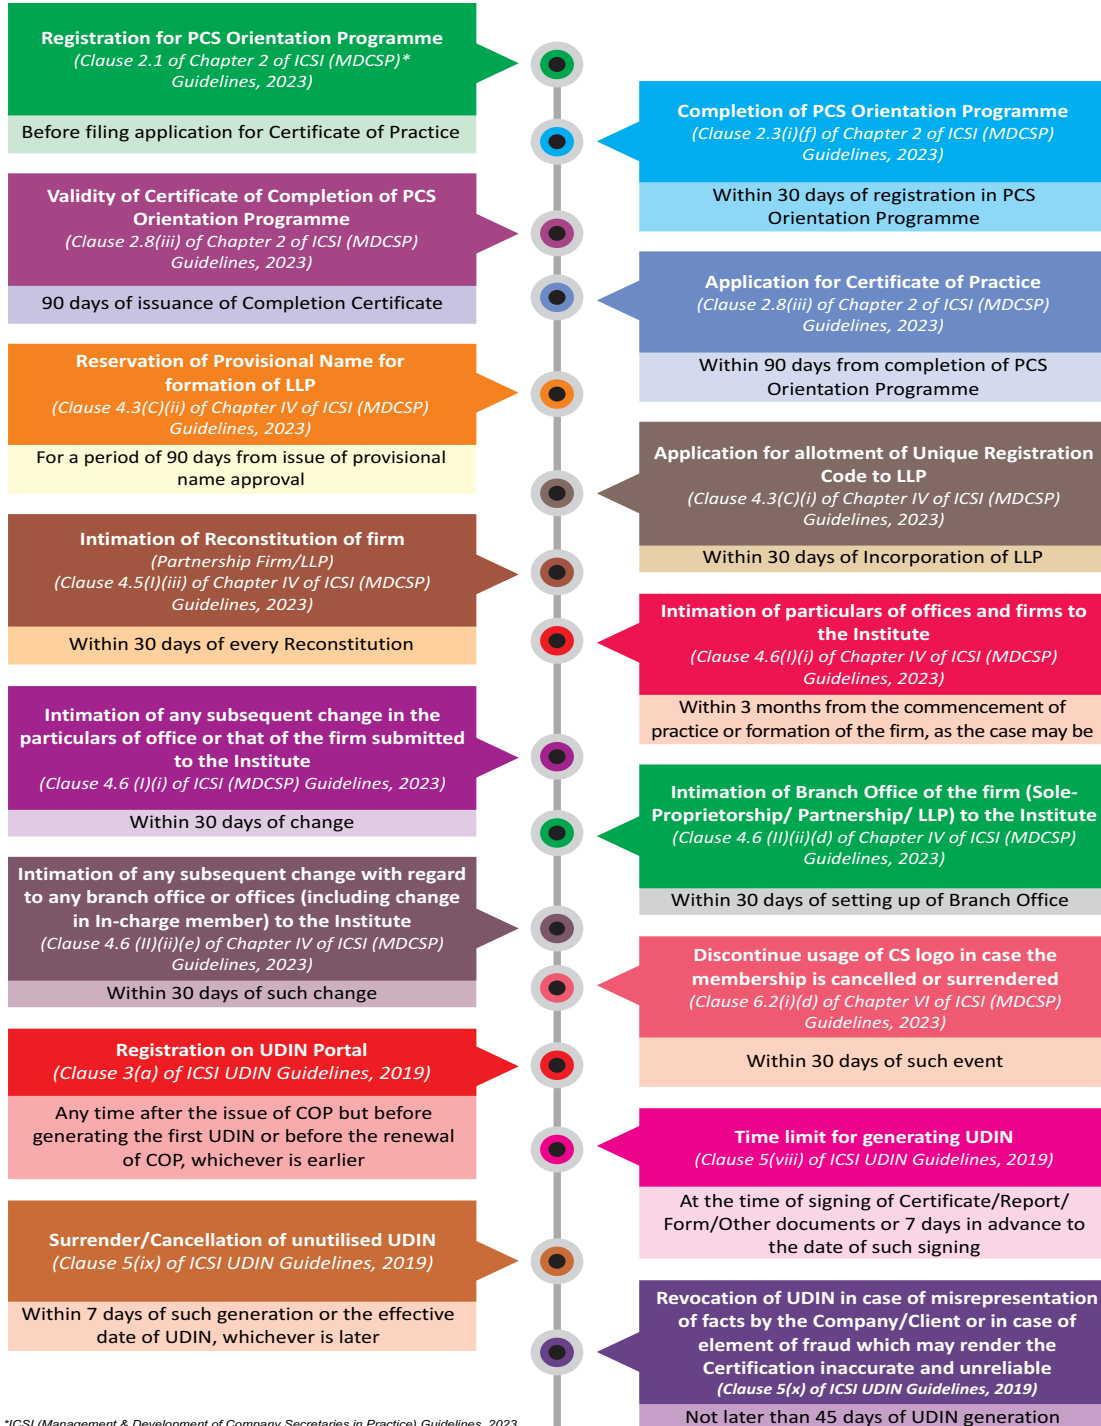 Registration for PCS Orientation Programme
(Clause 2.1 of Chapter 2 of ICSI (MDCSP)*
Guidelines, 2023)
Before filing application for Certificate of Practice
Completion of PCS Orientation Programme
(Clause 2.3(i)(f) of Chapter 2 of ICSI (MDCSP)
Guidelines, 2023)
Within 30 days of registration in PCS
Orientation Programme
Validity of Certificate of Completion of PCS
Orientation Programme
(Clause 2.8(iii) of Chapter 2 of ICSI (MDCSP)
Guidelines, 2023)
90 days of issuance of Completion Certificate
Application for Certificate of Practice
(Clause 2.8(iii) of Chapter 2 of ICSI (MDCSP)
Guidelines, 2023)
Within 90 days from completion of PCS
Orientation Programme
Reservation of Provisional Name for
formation of LLP
(Clause 4.3(C)(ii) of Chapter IV of ICSI (MDCSP)
Guidelines, 2023)
For a period of 90 days from issue of provisional
name approval
Application for allotment of Unique Registration
Code to LLP
(Clause 4.3(C)(i) of Chapter IV of ICSI (MDCSP)
Guidelines, 2023)
Within 30 days of Incorporation of LLP
Intimation of Reconstitution of firm
(Partnership Firm/LLP)
(Clause 4.5(I)(iii) of Chapter IV of ICSI (MDCSP)
Guidelines, 2023)
Within 30 days of every Reconstitution
Intimation of particulars of offices and firms to
the Institute
(Clause 4.6(I)(i) of Chapter IV of ICSI (MDCSP)
Guidelines, 2023)
Within 3 months from the commencement of
practice or formation of the firm, as the case may be
Intimation of any subsequent change in the
particulars of office or that of the firm submitted
to the Institute
(Clause 4.6 (I)(i) of ICSI (MDCSP) Guidelines, 2023)
Within 30 days of change
Intimation of Branch Office of the firm (Sole-
Proprietorship/ Partnership/ LLP) to the Institute
(Clause 4.6 (II)(ii)(d) of Chapter IV of ICSI (MDCSP)
Guidelines, 2023)
Within 30 days of setting up of Branch Office
Intimation of any subsequent change with regard
to any branch office or offices (including change
in In-charge member) to the Institute
(Clause 4.6 (II)(ii)(e) of Chapter IV of ICSI (MDCSP)
Guidelines, 2023)
Within 30 days of such change
Discontinue usage of CS logo in case the
membership is cancelled or surrendered
(Clause 6.2(i)(d) of Chapter VI of ICSI (MDCSP)
Guidelines, 2023)
Within 30 days of such event
Registration on UDIN Portal
(Clause 3(a) of ICSI UDIN Guidelines, 2019)
Any time after the issue of COP but before
generating the first UDIN or before the renewal
of COP, whichever is earlier
Time limit for generating UDIN
(Clause 5(viii) of ICSI UDIN Guidelines, 2019)
At the time of signing of Certificate/Report/
Form/Other documents or 7 days in advance to
the date of such signing
Surrender/Cancellation of unutilised UDIN
(Clause 5(ix) of ICSI UDIN Guidelines, 2019)
Within 7 days of such generation or the effective
date of UDIN, whichever is later
Revocation of UDIN in case of misrepresentation
of facts by the Company/Client or in case of
element of fraud which may render the
Certification inaccurate and unreliable
(Clause 5(x) of ICSI UDIN Guidelines, 2019)
Not later than 45 days of UDIN generation
*ICSI (Management & Development of Company Secretaries in Practice) Guidelines, 2023